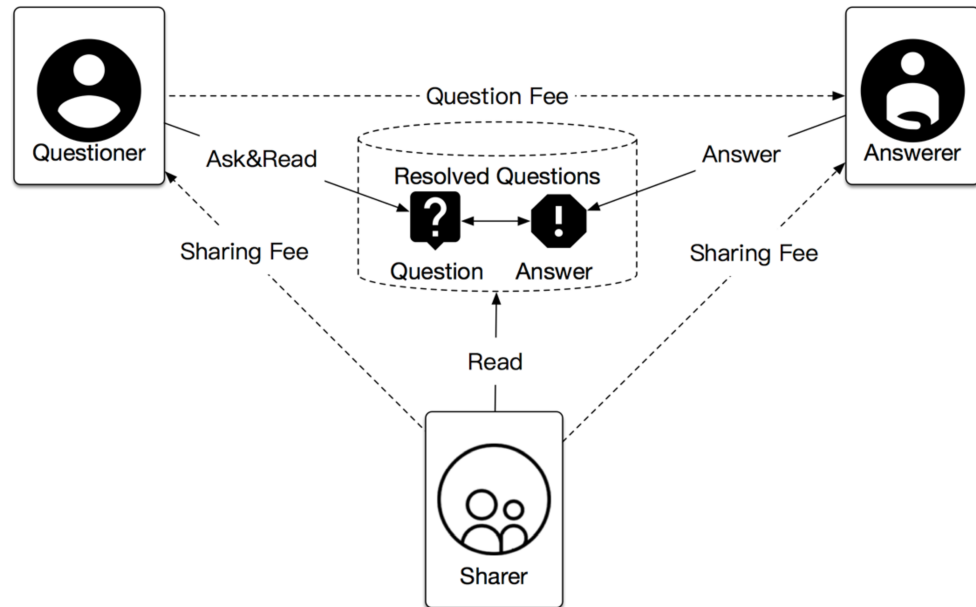 Question Fee
Questioner
Answerer
Ask&Read
Answer
Resolved Questions
Sharing Fee
Sharing Fee
Question
Answer
Read
Sharer